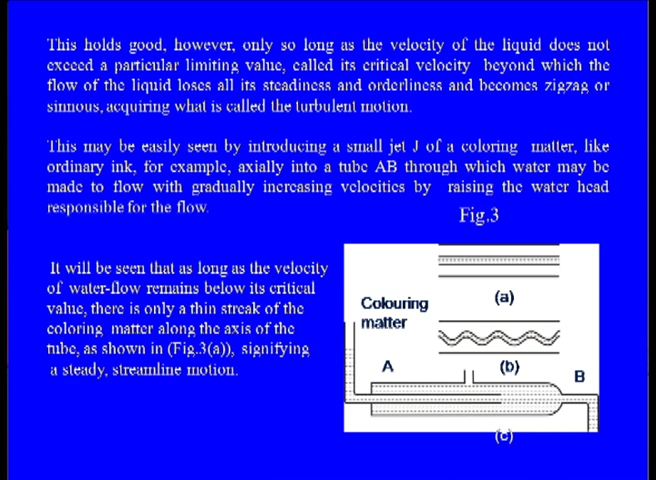 This holds good, however, only so long as the velocity of the liquid does not
exceed a particular limiting value, called its critical velocity beyond which the
flow of the liquid loses all its steadiness and orderliness and becomes zigzag or
sinnous, acquiring what is called the turbulent motion.
This may be easily seen by introducing a small jet J of a coloring matter, like
ordinary ink, for example, axially into a tube AB through which water may be
made to flow with gradually increasing velocities by raising the water head
responsible for the flow.
Fig.3
It will be seen that as long as the velocity
of water-flow remains below its critical
value, there is only a thin streak of the
coloring matter along the axis of the
tube, as shown in (Fig.3(a)), signifying
a steady, streamline motion.
Colouring
matter
(a)
A
(b)
B
(c)